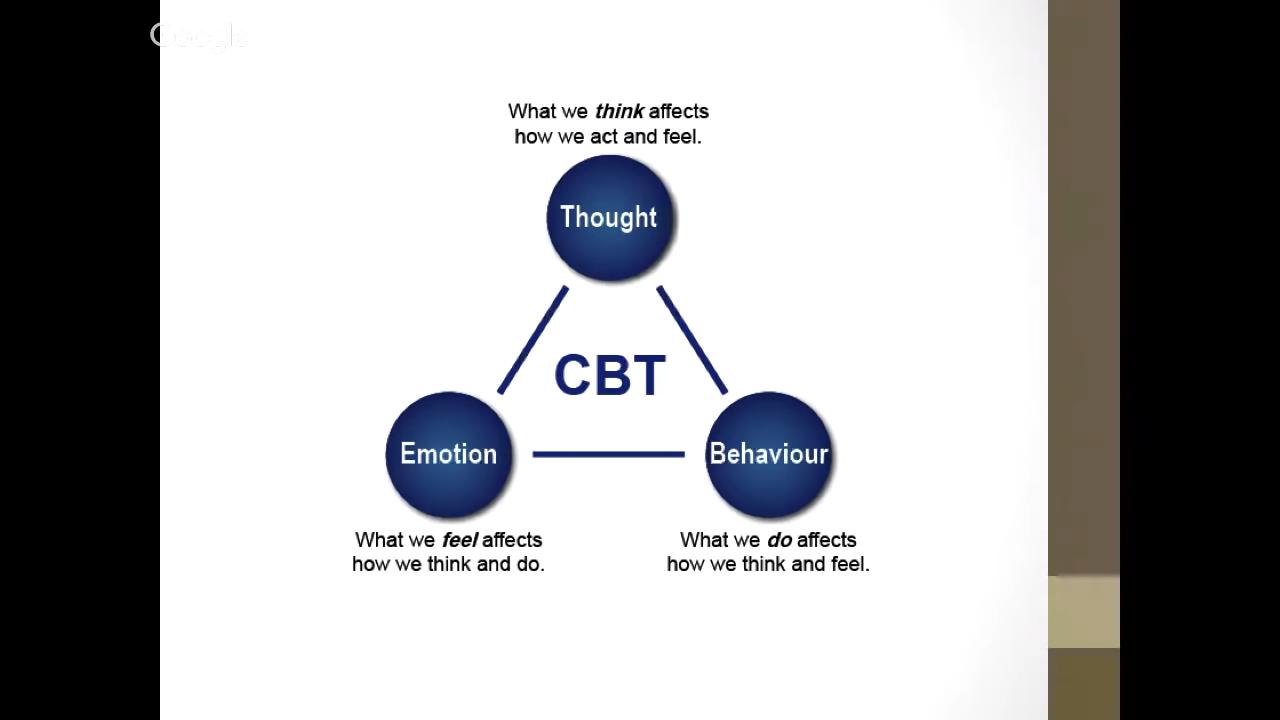 Google
What we think affects
how we act and feel.
Thought
CBT
Emotion
Behaviour
What we feel affects
how we think and do.
What we do affects
how we think and feel.